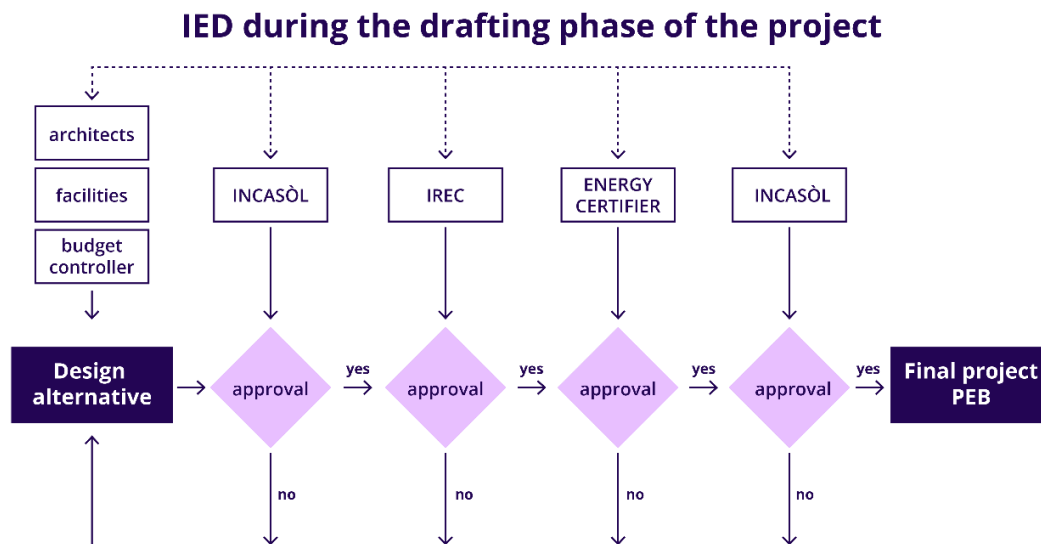 IED during the drafting phase of the project
architects
facilities
budget
controller
INCASÒL
IREC
ENERGY
CERTIFIER
INCASÒL
Design
alternative
approval
yes
approval
yes
approval
yes
approval
yes
Final project
PEB
no
no
no
no